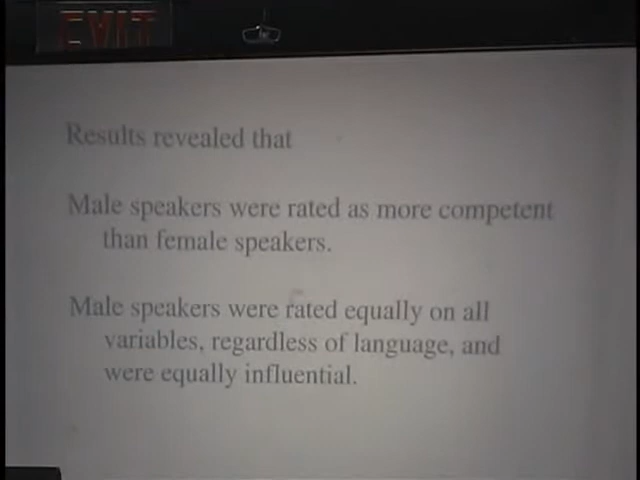 EXIT
Results revealed that
Male speakers were rated as more competent
than female speakers.
Male speakers were rated equally on all
variables, regardless of language, and
were equally influential.